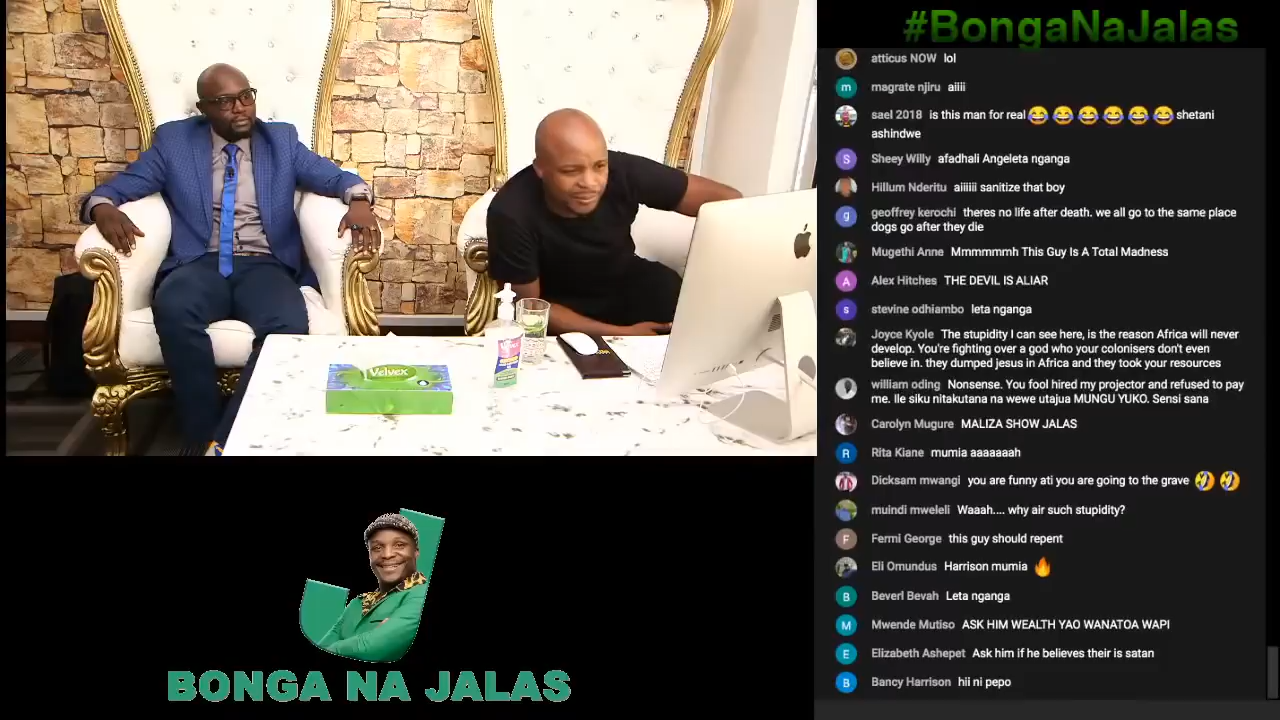 #BongaNaJalas
atticus NOW lol
magrate njiru aiiii
sael 2018 is this man for real😂😂😂😂😂😂shetani
ashindwe
Sheey Willy afadhali Angeleta nganga
Hillum Nderitu aiiiiii sanitize that boy
geoffrey kerochi theres no life after death. we all go to the same place
dogs go after they die
Mugethi Anne Mmmmmmh This Guy Is A Total Madness
Alex Hitches THE DEVIL IS ALIAR
stevine odhiambo leta nganga
Joyce Kyole The stupidity I can see here, is the reason Africa will never
develop. You're fighting over a god who your colonisers don't even
believe in. they dumped jesus in Africa and they took your resources
william oding Nonsense. You fool hired my projector and refused to pay
me. Ile siku nitakutana na wewe utajua MUNGU YUKO. Sensi sana
Carolyn Mugure MALIZA SHOW JALAS
Rita Kiane mumia aaaaaaah
Dicksam mwangi you are funny ati you are going to the grave 🤣🤣
muindi mweleli Waaah.... why air such stupidity?
Fermi George this guy should repent
Eli Omundus Harrison mumia 🔥
Beverl Bevah Leta nganga
Mwende Mutiso ASK HIM WEALTH YAO WANATOA WAPI
Elizabeth Ashepet Ask him if he believes their is satan
Bancy Harrison hii ni pepo
Velvex
BONGA NA JALAS